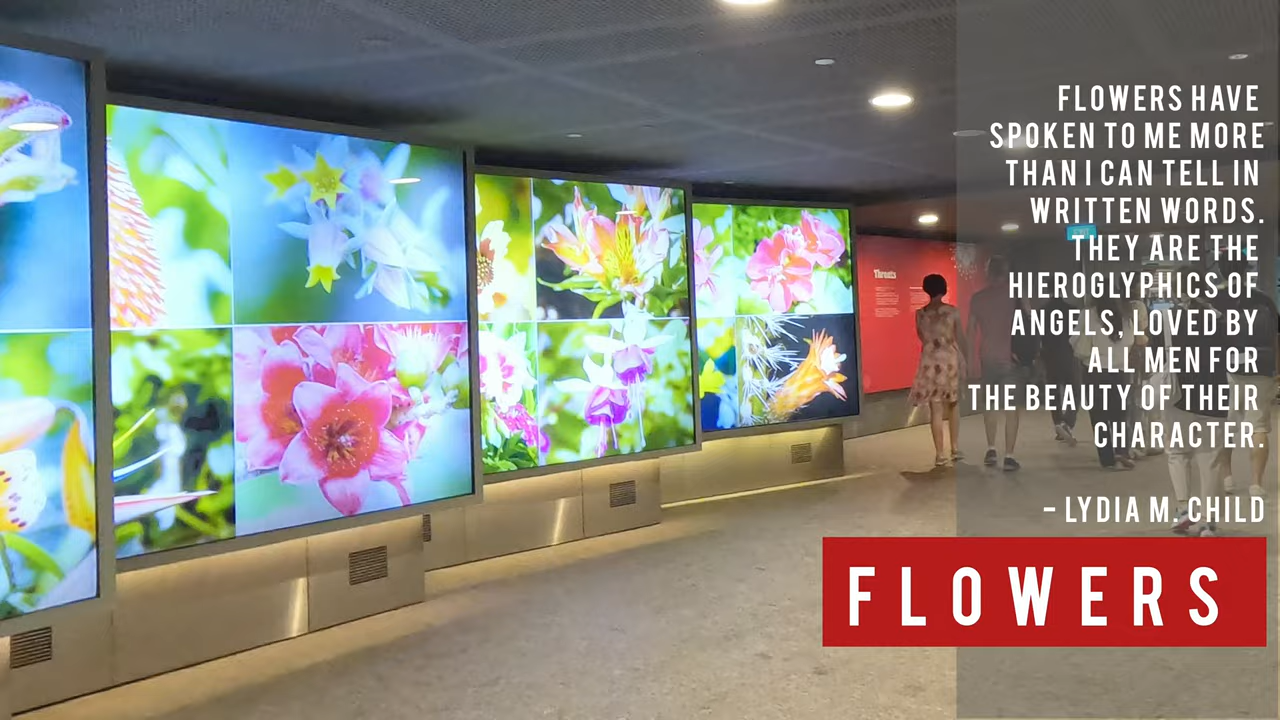 FLOWERS HAVE
SPOKEN TO ME MORE
THAN I CAN TELL IN
WRITTEN WORDS.
THEY ARE THE
HIEROGLYPHICS OF
ANGELS, LOVED BY
ALL MEN FOR
THE BEAUTY OF THEIR
CHARACTER.
– LYDIA M. CHILD
FLOWERS
Threats
EXIT